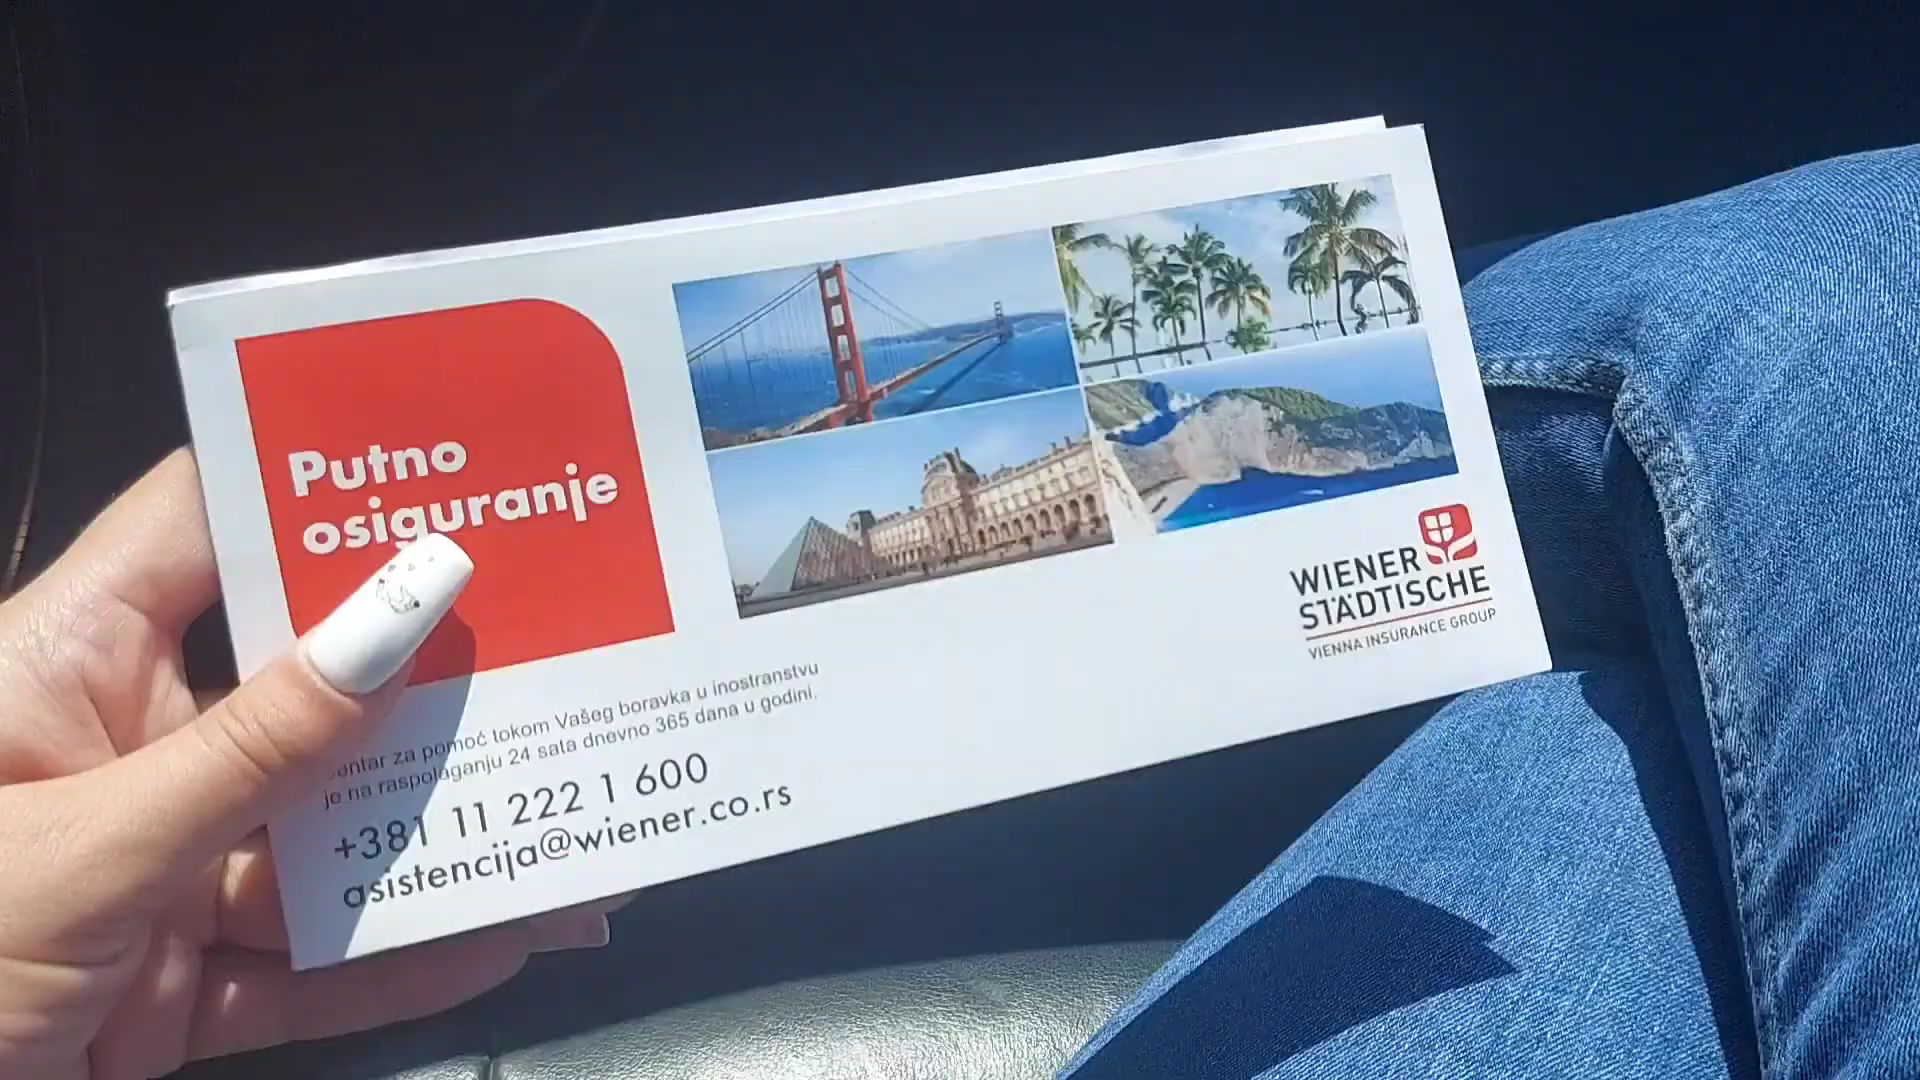 Putno
osiguranje
za pomoć tokom Vašeg boravka u inostranstvu
je na raspolaganju 24 sata dnevno 365 dana u godini.
+381 11 222 1 600
asistencija@wiener.co.rs
WIENER
STÄDTISCHE
VIENNA INSURANCE GROUP